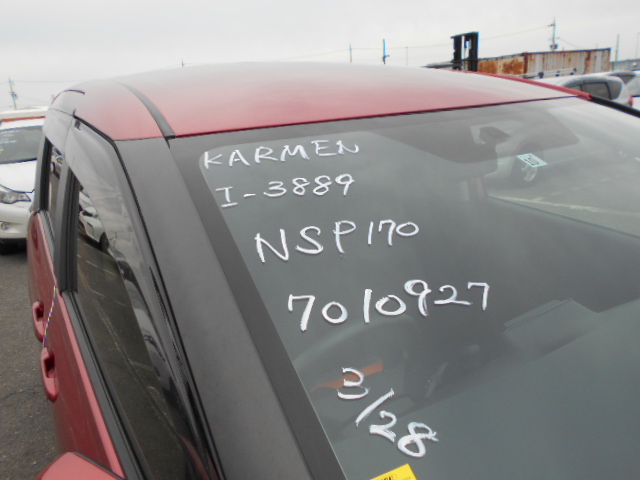 KARMEN
I-3889
NSP170
7010927
3/28